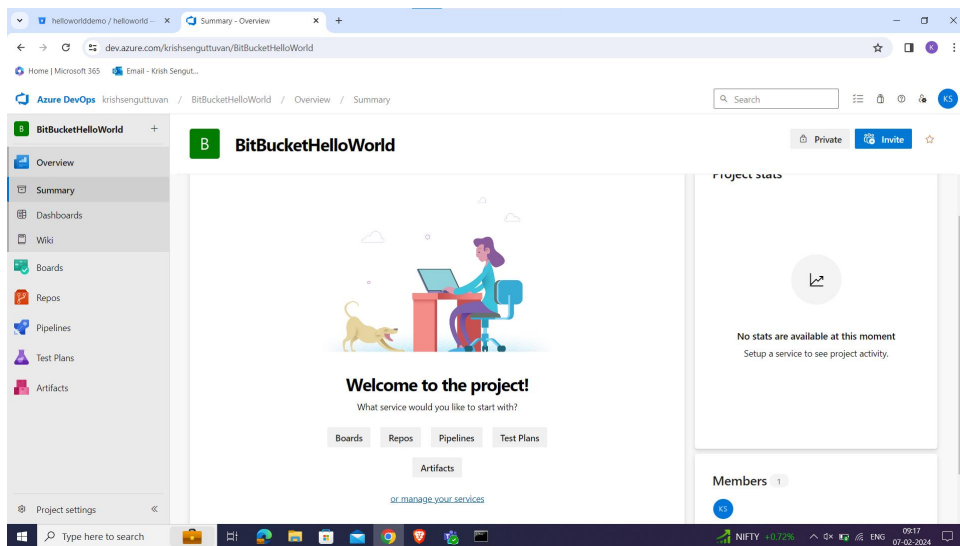 helloworlddemo / helloworld —
Summary - Overview
dev.azure.com/krishsenguttuvan/BitBucketHelloWorld
K
Home | Microsoft 365
Email - Krish Sengut...
Azure DevOps krishsenguttuvan / BitBucketHelloWorld / Overview / Summary
Search
KS
B BitBucketHelloWorld +
B BitBucketHelloWorld
Private
Invite
Overview
Summary
Dashboards
Wiki
Boards
Repos
Pipelines
Test Plans
Artifacts
Project settings
Welcome to the project!
What service would you like to start with?
Boards Repos Pipelines Test Plans
Artifacts
or manage your services
Project stats
No stats are available at this moment
Setup a service to see project activity.
Members 1
KS
Type here to search
NIFTY +0.72%
ENG
09:17
07-02-2024